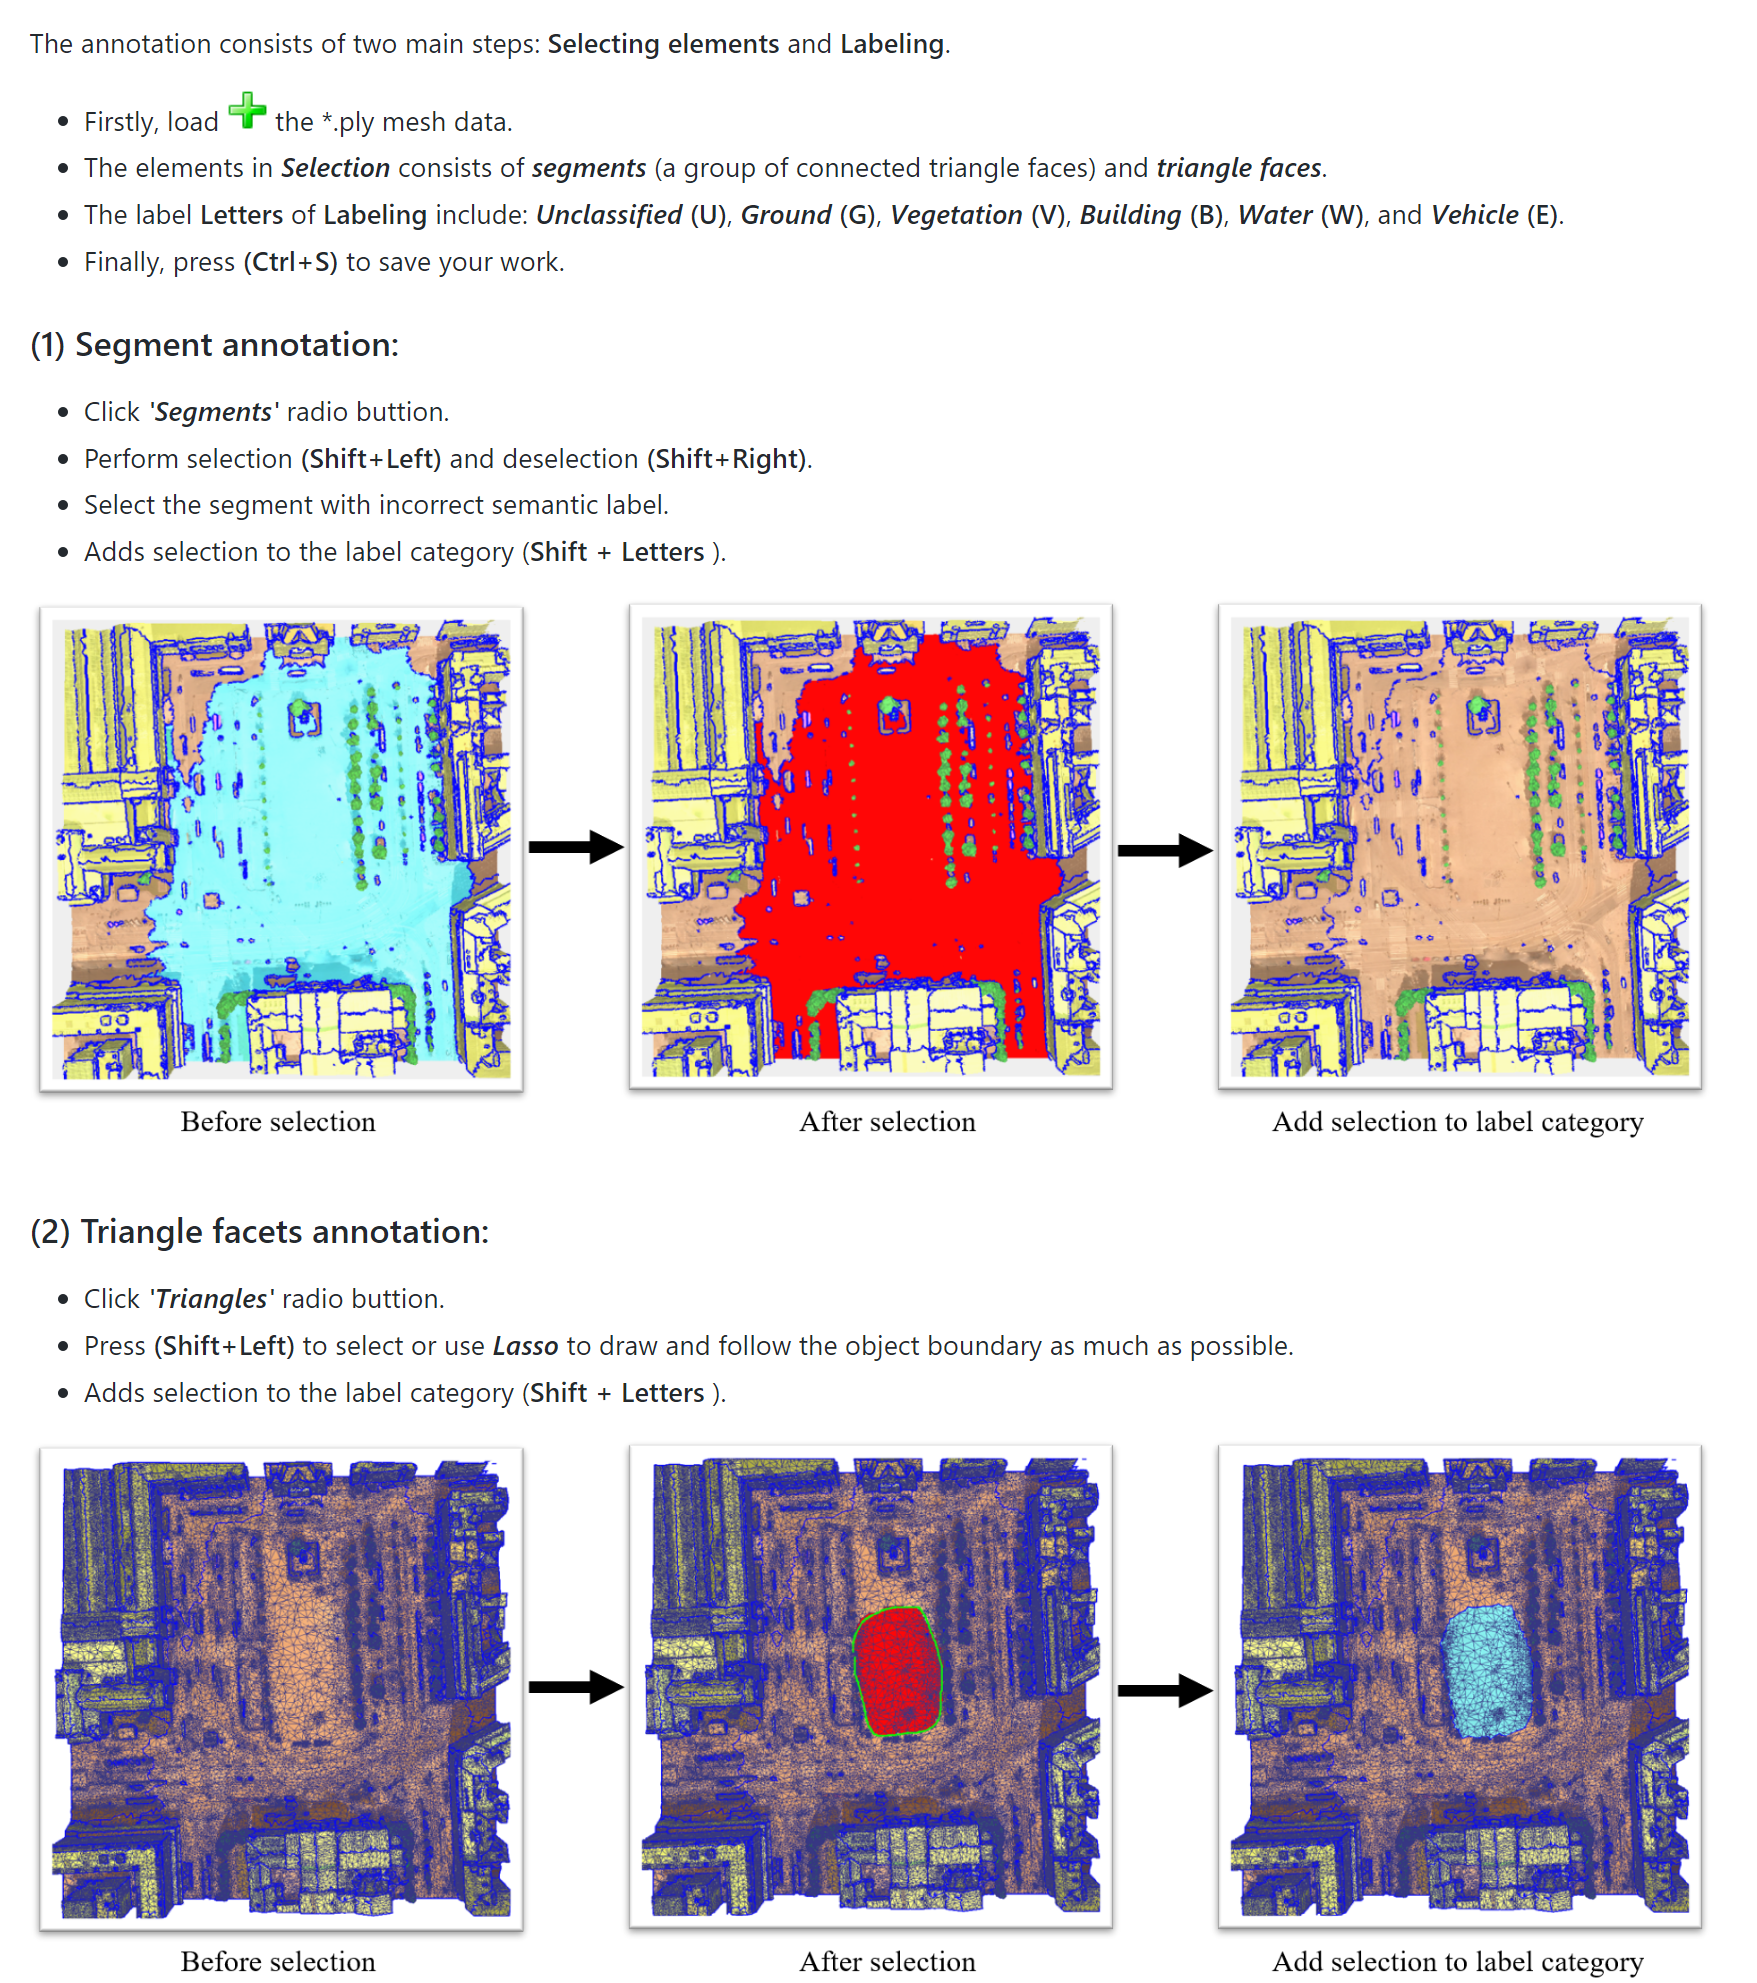 The annotation consists of two main steps: Selecting elements and Labeling.
Firstly, load the *.ply mesh data.
The elements in Selection consists of segments (a group of connected triangle faces) and triangle faces.
The label Letters of Labeling include: Unclassified (U), Ground (G), Vegetation (V), Building (B), Water (W), and Vehicle (E).
Finally, press (Ctrl+S) to save your work.
(1) Segment annotation:
Click 'Segments' radio buttion.
Perform selection (Shift+Left) and deselection (Shift+Right).
Select the segment with incorrect semantic label.
Adds selection to the label category (Shift + Letters ).
Before selection
After selection
Add selection to label category
(2) Triangle facets annotation:
Click 'Triangles' radio buttion.
Press (Shift+Left) to select or use Lasso to draw and follow the object boundary as much as possible.
Adds selection to the label category (Shift + Letters ).
Before selection
After selection
Add selection to label category